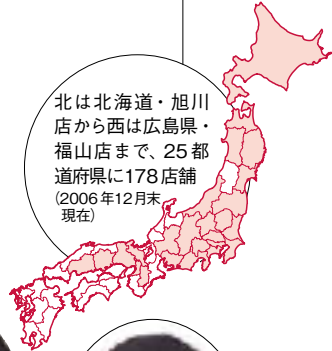 北は北海道・旭川
店から西は広島県・
福山店まで、25都
道府県に178店舗
(2006年12月末
現在)